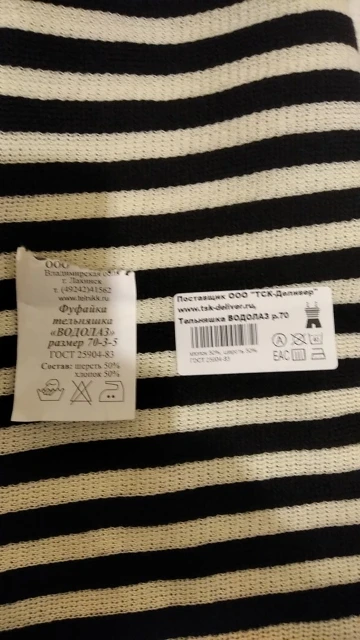 ООО
Владимирская обл.
г. Лакинск
т. (49242)41562
www.telnikk.ru
Фуфайка
тельняшка
«ВОДОЛАЗ»
размер 70-3-5
ГОСТ 25904-83
Состав: шерсть 50%
хлопок 50%
Поставщик ООО "ТСК-Деливер"
www.tsk-deliver.ru,
Тельняшка ВОДОЛАЗ р.70
хлопок 50%, шерсть 50%
ГОСТ 25904-83
A
EAC